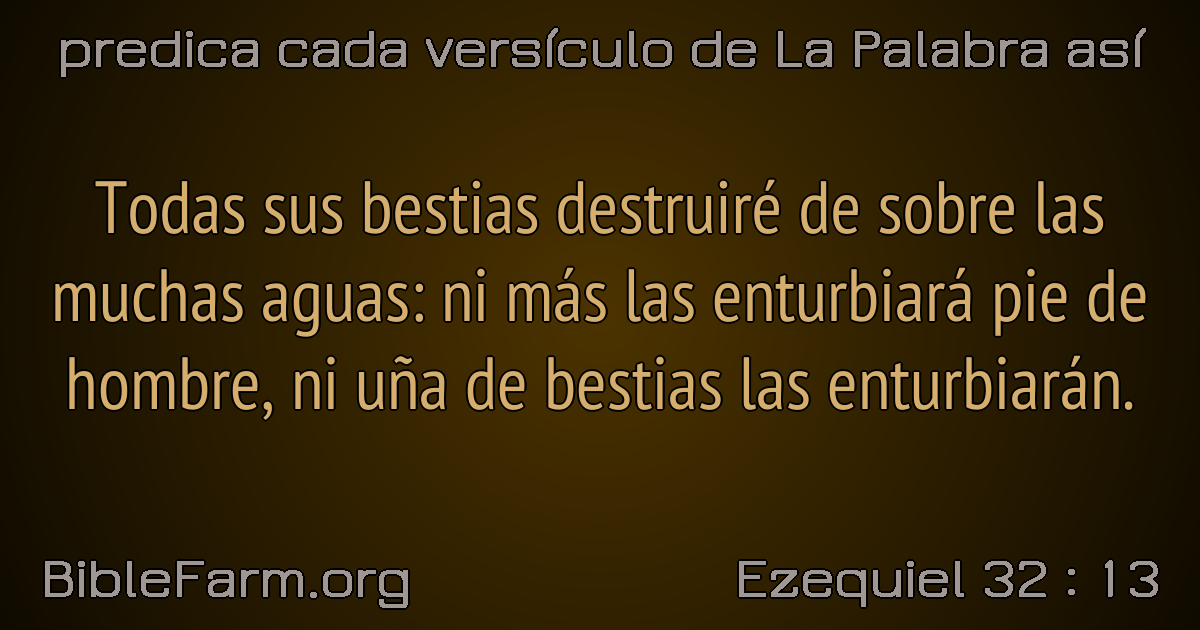 predica cada versículo de La Palabra así
Todas sus bestias destruiré de sobre las
muchas aguas: ni más las enturbiará pie de
hombre, ni uña de bestias las enturbiarán.
BibleFarm.org
Ezequiel 32 : 13